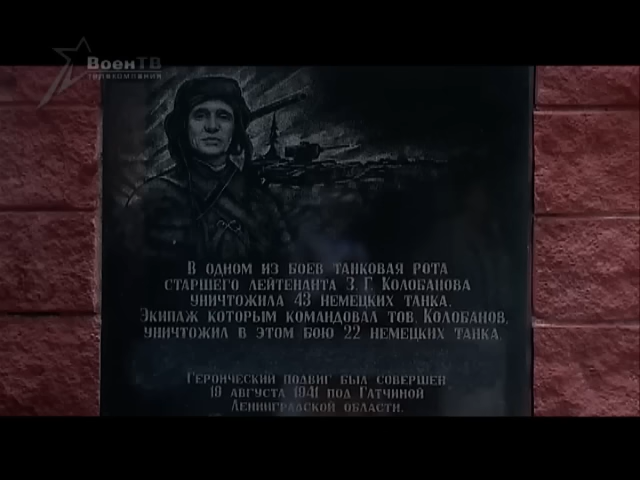 ВоенТВ
телекомпания
В ОДНОМ ИЗ БОЕВ ТАНКОВАЯ РОТА
СТАРШЕГО ЛЕЙТЕНАНТА З. Г. КОЛОБАНОВА
УНИЧТОЖИЛА 43 НЕМЕЦКИХ ТАНКА.
ЭКИПАЖ КОТОРЫМ КОМАНДОВАЛ ТОВ. КОЛОБАНОВ,
УНИЧТОЖИЛ В ЭТОМ БОЮ 22 НЕМЕЦКИХ ТАНКА.
ГЕРОИЧЕСКИЙ ПОДВИГ БЫЛ СОВЕРШЕН
19 АВГУСТА 1941 ПОД ГАТЧИНОЙ
ЛЕНИНГРАДСКОЙ ОБЛАСТИ.